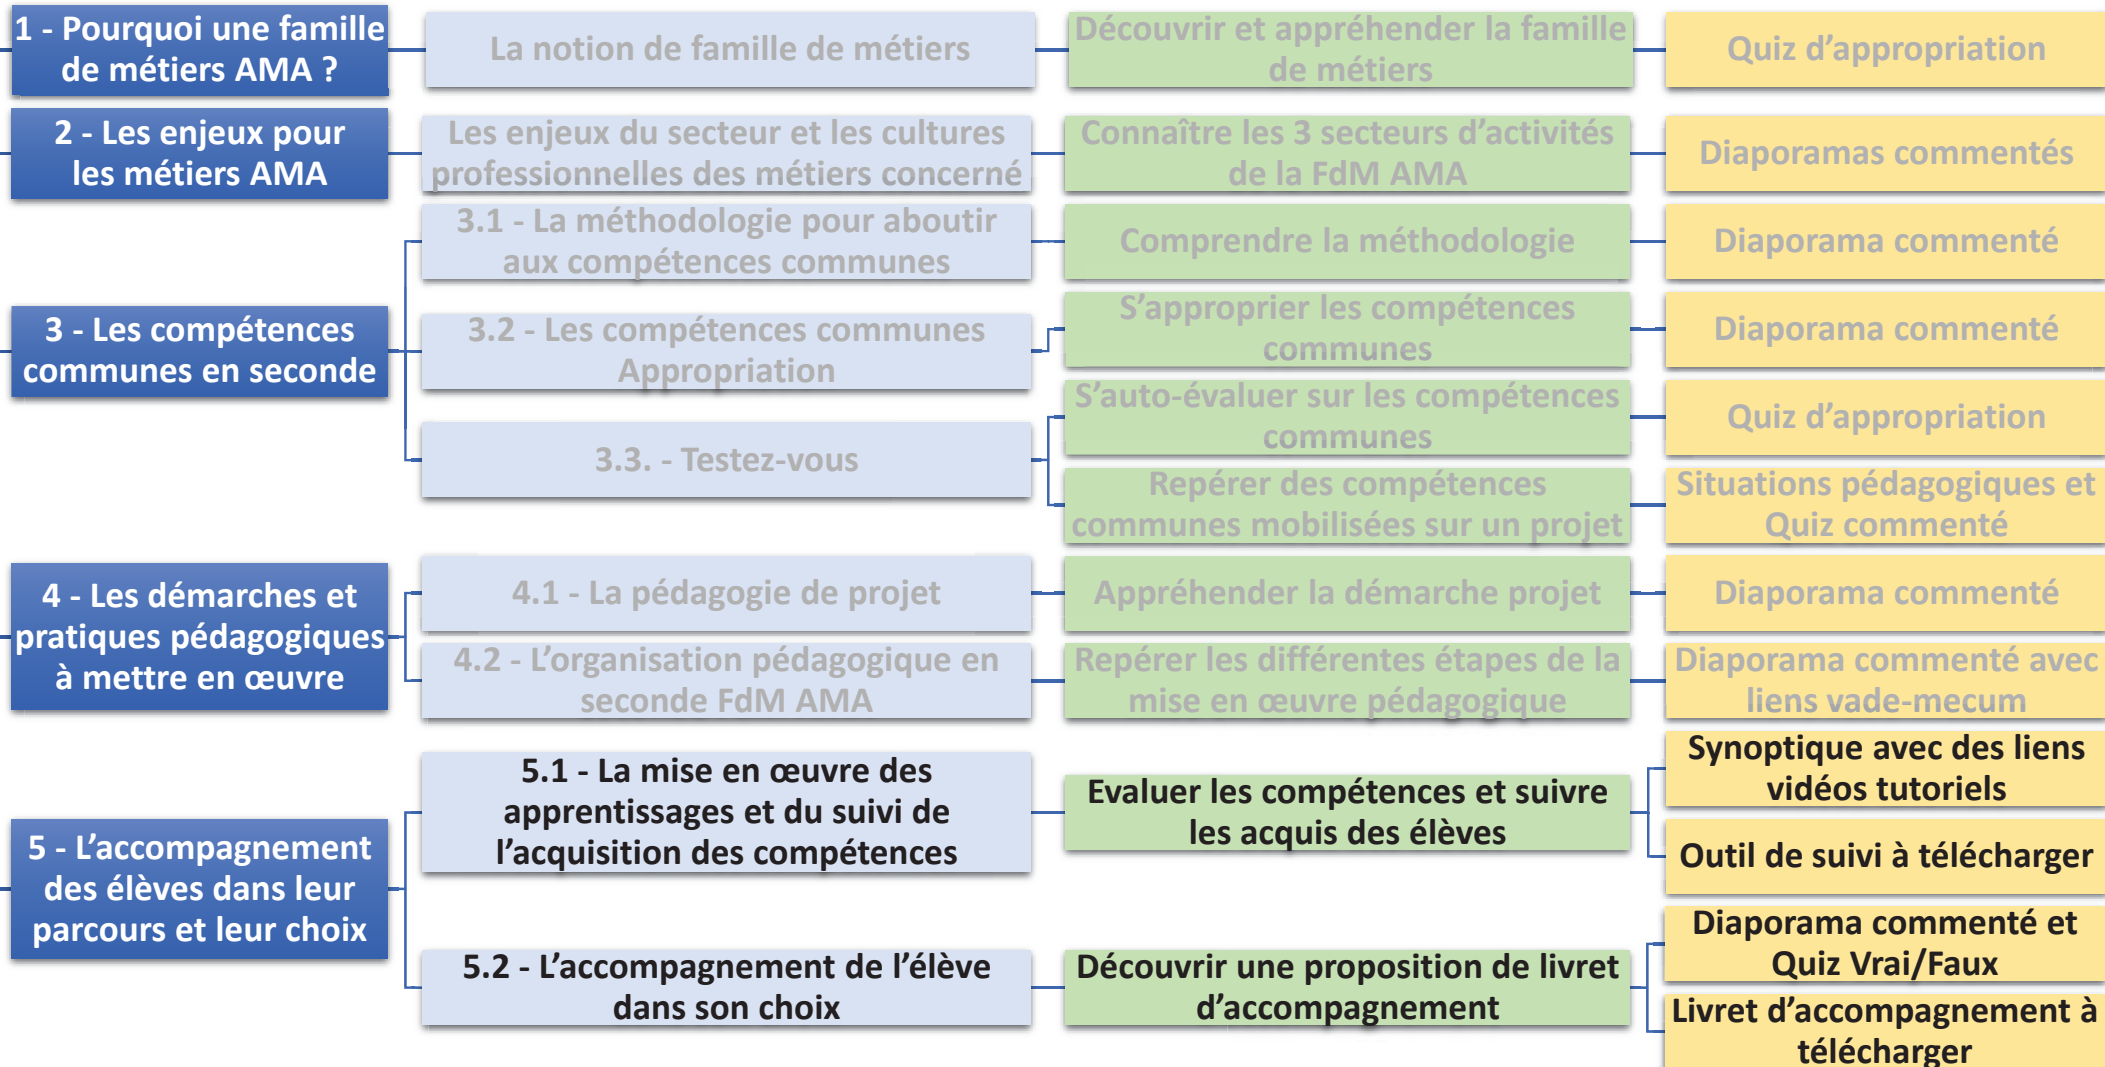 1 - Pourquoi une famille
de métiers AMA ?
La notion de famille de métiers
Découvrir et appréhender la famille
de métiers
Quiz d’appropriation
2 - Les enjeux pour
les métiers AMA
Les enjeux du secteur et les cultures
professionnelles des métiers concerné
Connaître les 3 secteurs d’activités
de la FdM AMA
Diaporamas commentés
3 - Les compétences
communes en seconde
3.1 - La méthodologie pour aboutir
aux compétences communes
Comprendre la méthodologie
Diaporama commenté
3.2 - Les compétences communes
Appropriation
S’approprier les compétences
communes
Diaporama commenté
3.3. - Testez-vous
S’auto-évaluer sur les compétences
communes
Quiz d’appropriation
Repérer des compétences
communes mobilisées sur un projet
Situations pédagogiques et
Quiz commenté
4 - Les démarches et
pratiques pédagogiques
à mettre en œuvre
4.1 - La pédagogie de projet
Appréhender la démarche projet
Diaporama commenté
4.2 - L’organisation pédagogique en
seconde FdM AMA
Repérer les différentes étapes de la
mise en œuvre pédagogique
Diaporama commenté avec
liens vade-mecum
5 - L’accompagnement
des élèves dans leur
parcours et leur choix
5.1 - La mise en œuvre des
apprentissages et du suivi de
l’acquisition des compétences
Evaluer les compétences et suivre
les acquis des élèves
Synoptique avec des liens
vidéos tutoriels
Outil de suivi à télécharger
5.2 - L’accompagnement de l’élève
dans son choix
Découvrir une proposition de livret
d’accompagnement
Diaporama commenté et
Quiz Vrai/Faux
Livret d’accompagnement à
télécharger